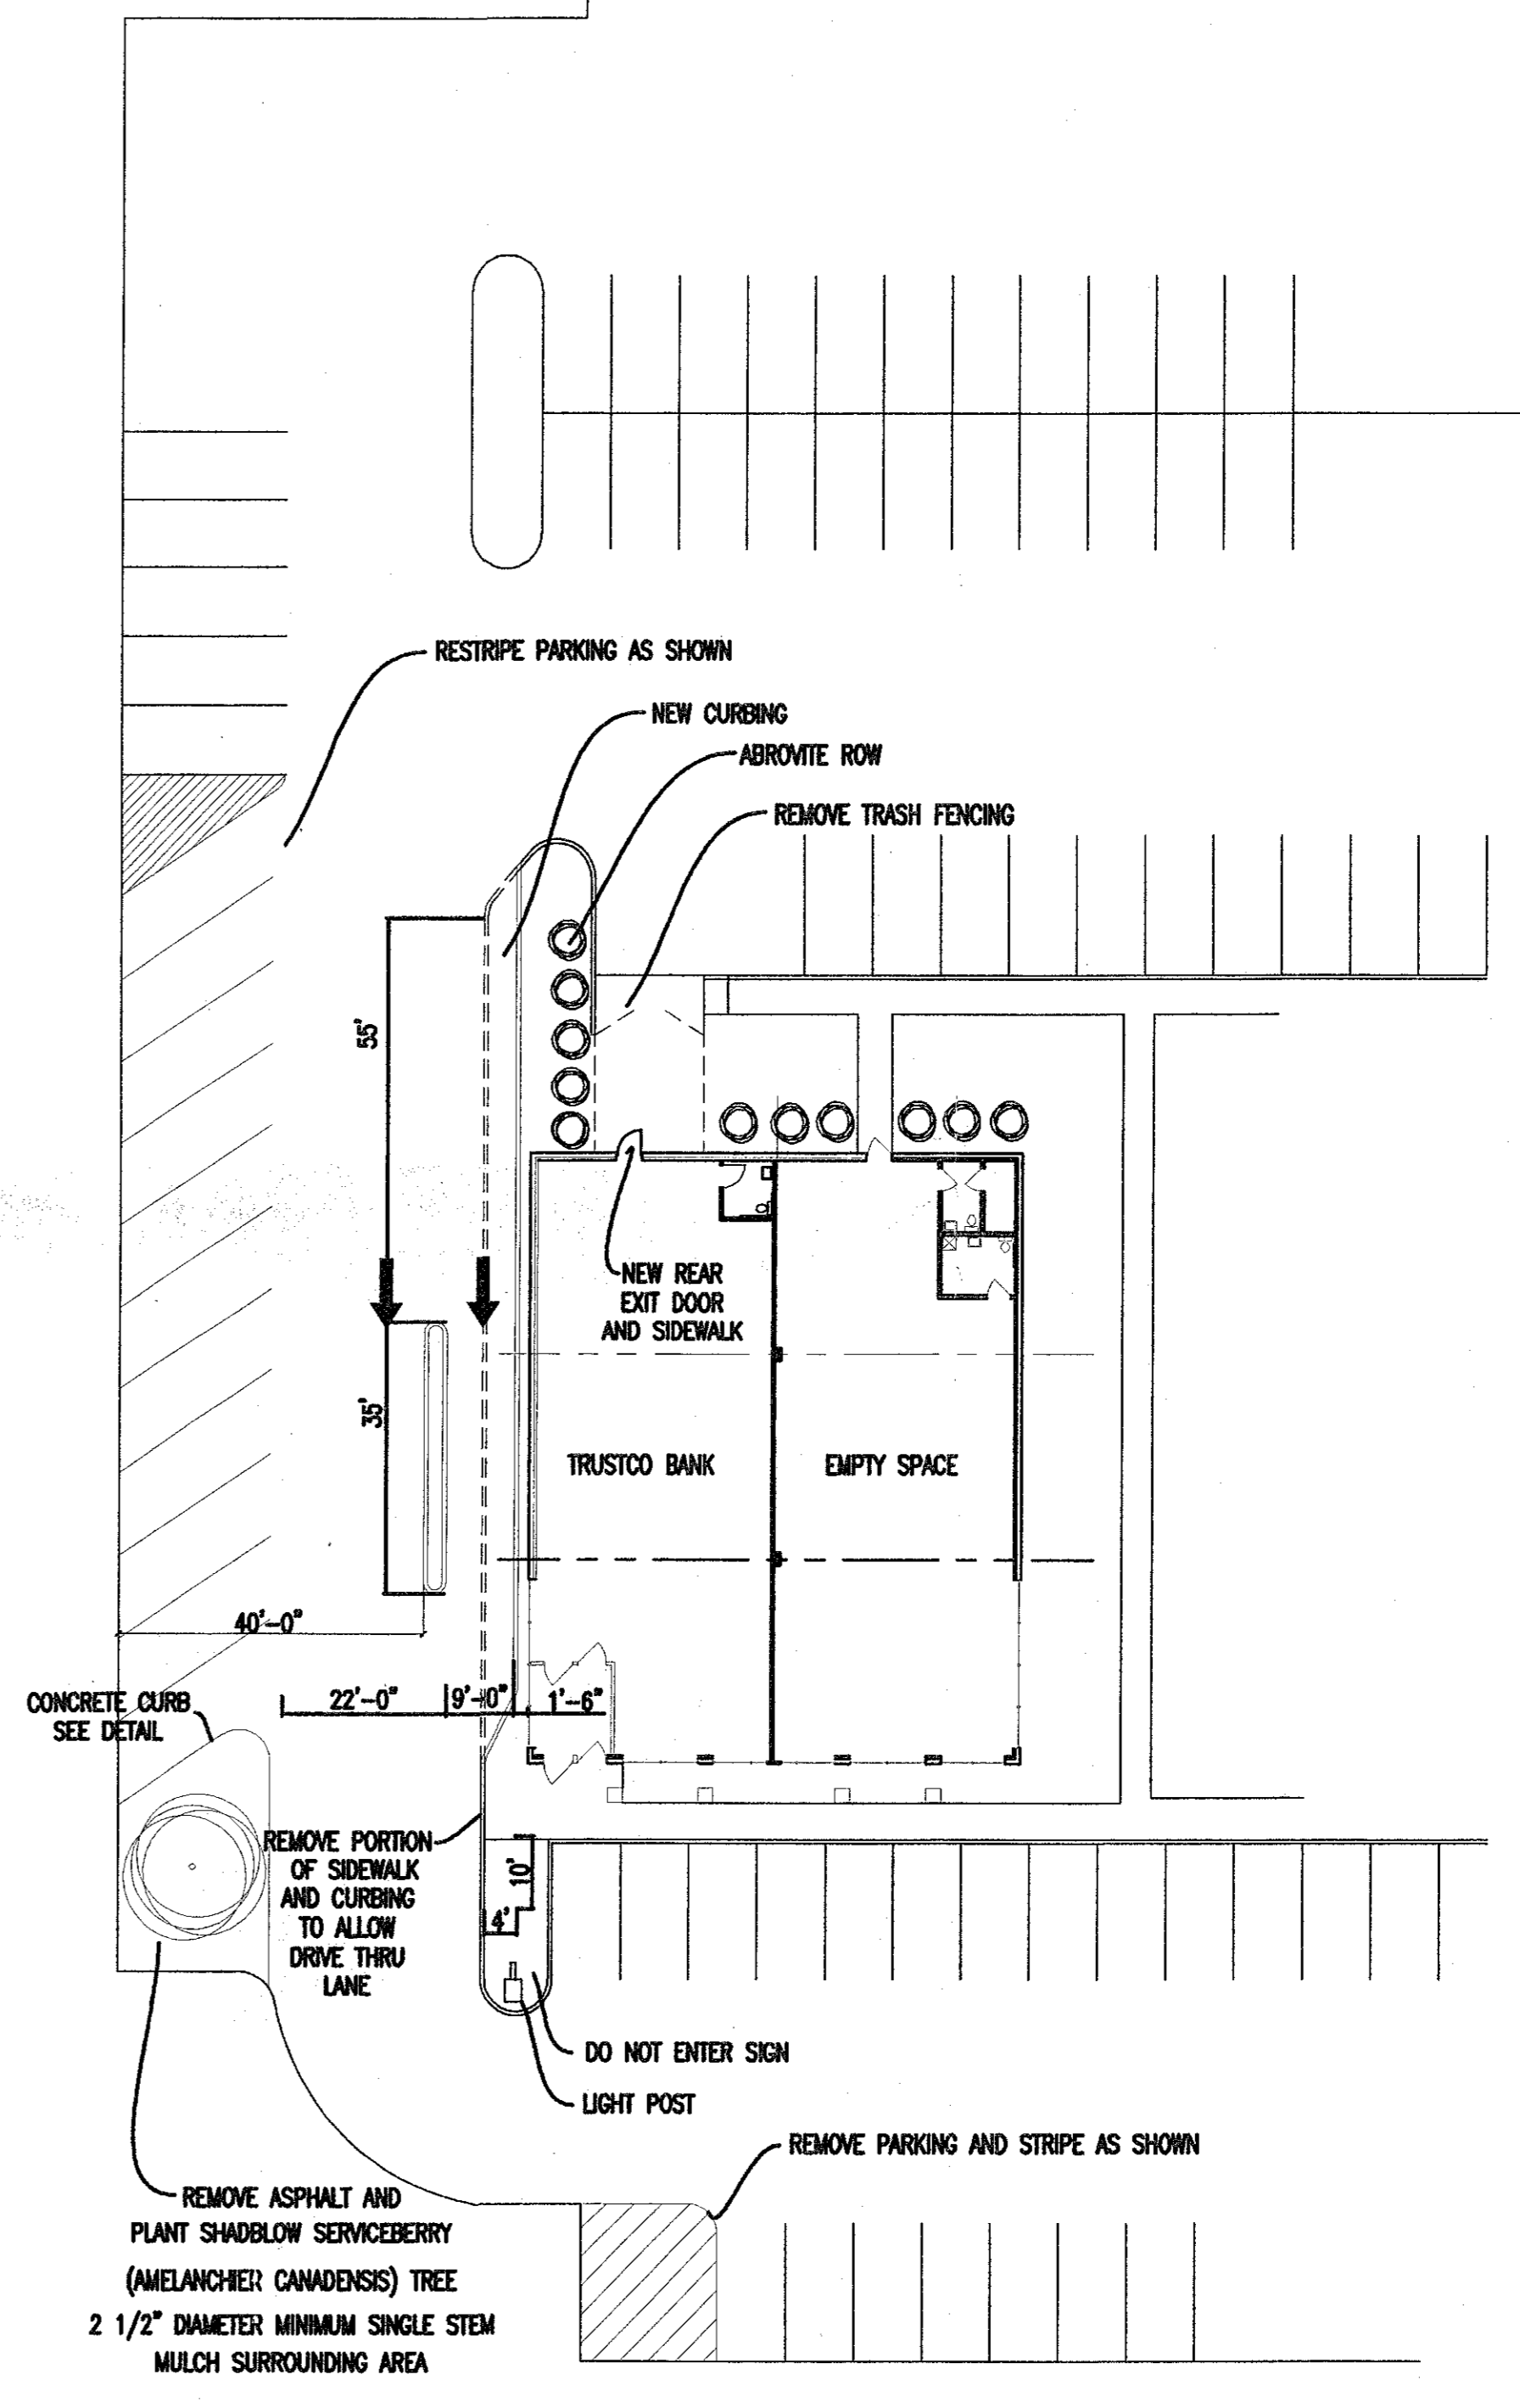 RESTRIPE PARKING AS SHOWN
NEW CURBING
ABROVITE ROW
REMOVE TRASH FENCING
55'
NEW REAR
EXIT DOOR
AND SIDEWALK
35'
TRUSTCO BANK
EMPTY SPACE
40'-0"
CONCRETE CURB
SEE DETAIL
22'-0"
9'-0"
1'-6"
REMOVE PORTION
OF SIDEWALK
AND CURBING
TO ALLOW
DRIVE THRU
LANE
10'
4'
DO NOT ENTER SIGN
LIGHT POST
REMOVE PARKING AND STRIPE AS SHOWN
REMOVE ASPHALT AND
PLANT SHADBLOW SERVICEBERRY
(AMELANCHIER CANADENSIS) TREE
2 1/2" DIAMETER MINIMUM SINGLE STEM
MULCH SURROUNDING AREA